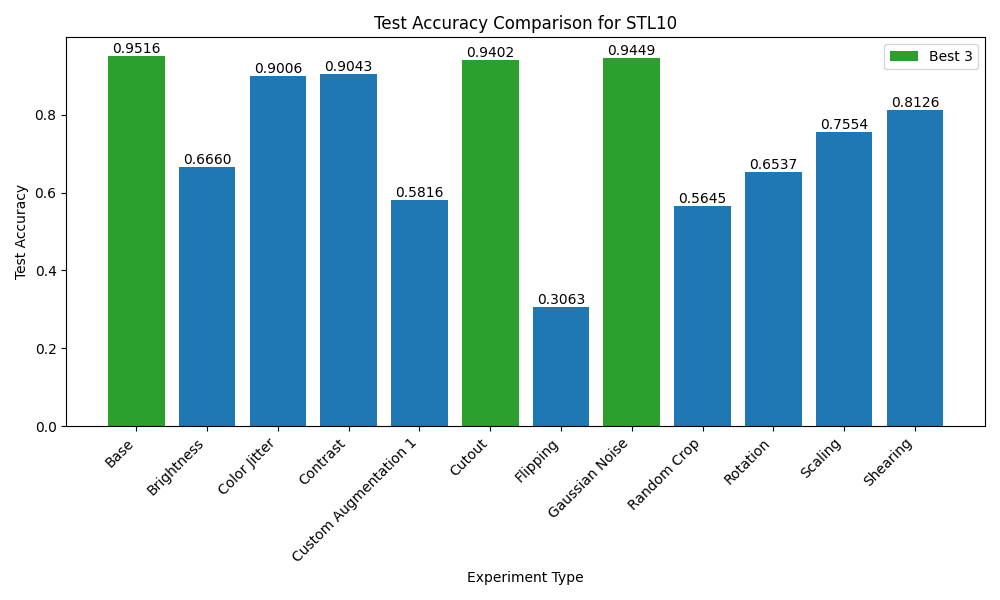 Test Accuracy Comparison for STL10
Best 3
0.9516
0.6660
0.9006
0.9043
0.5816
0.9402
0.3063
0.9449
0.5645
0.6537
0.7554
0.8126
Test Accuracy
0.8
0.6
0.4
0.2
0.0
Base
Brightness
Color Jitter
Contrast
Custom Augmentation 1
Cutout
Flipping
Gaussian Noise
Random Crop
Rotation
Scaling
Shearing
Experiment Type